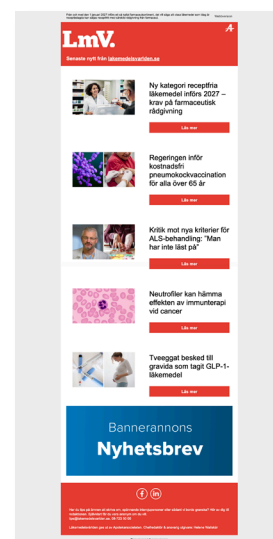 LmV.
Senaste nytt från lakemedelsvarlden.se
Ny kategori receptfria
läkemedel införs 2027 –
krav på farmaceutisk
rådgivning
Läs mer
Regeringen inför
kostnadsfri
pneumokockvaccination
för alla över 65 år
Läs mer
Kritik mot nya kriterier för
ALS-behandling: "Man
har inte läst på"
Läs mer
Neutrofiler kan hämma
effekten av immunterapi
vid cancer
Läs mer
Tveeggat besked till
gravida som tagit GLP-1-
läkemedel
Läs mer
Bannerannons
Nyhetsbrev
f in